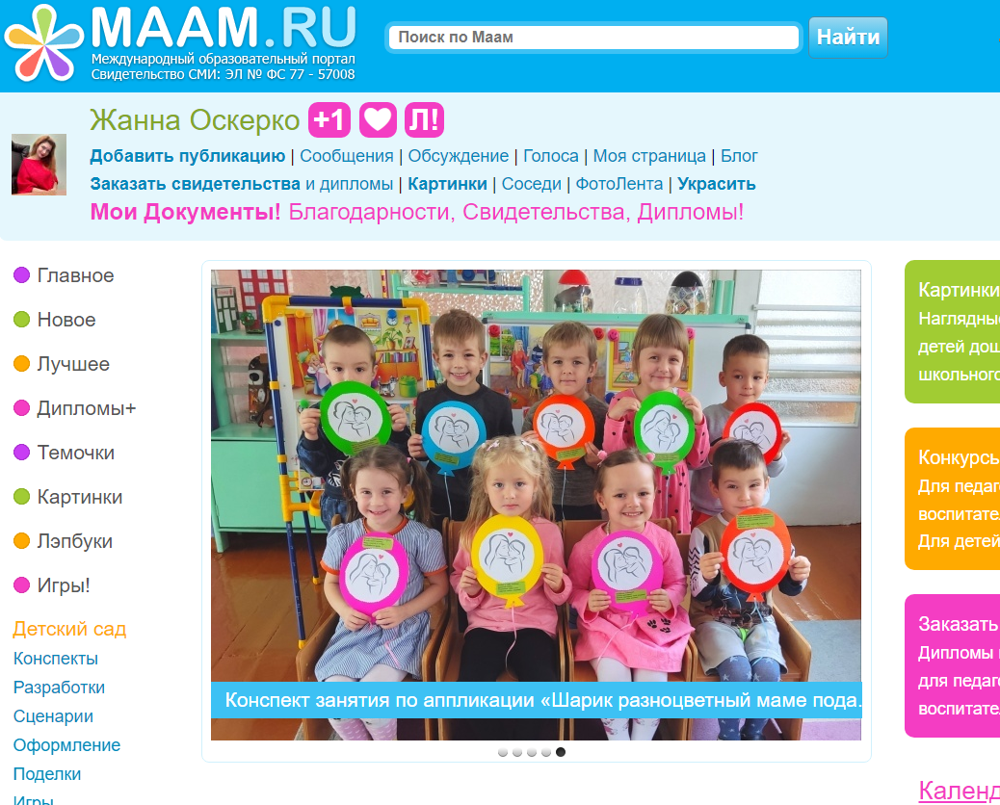 МААМ.RU
Международный образовательный портал
Свидетельство СМИ: ЭЛ № ФС 77 - 57008
Поиск по Маам
Найти
Жанна Оскерко +1 Л!
Добавить публикацию | Сообщения | Обсуждение | Голоса | Моя страница | Блог
Заказать свидетельства и дипломы | Картинки | Соседи | ФотоЛента | Украсить
Мои Документы! Благодарности, Свидетельства, Дипломы!
Главное
Новое
Лучшее
Дипломы+
Темочки
Картинки
Лэпбуки
Игры!
Детский сад
Конспекты
Разработки
Сценарии
Оформление
Поделки
Игры
Конспект занятия по аппликации «Шарик разноцветный маме пода.
Картинки
Наглядные
детей дош
школьного
Конкурсы
Для педаг
воспитател
Для детей
Заказать
Дипломы
для педаго
воспитател
Календ